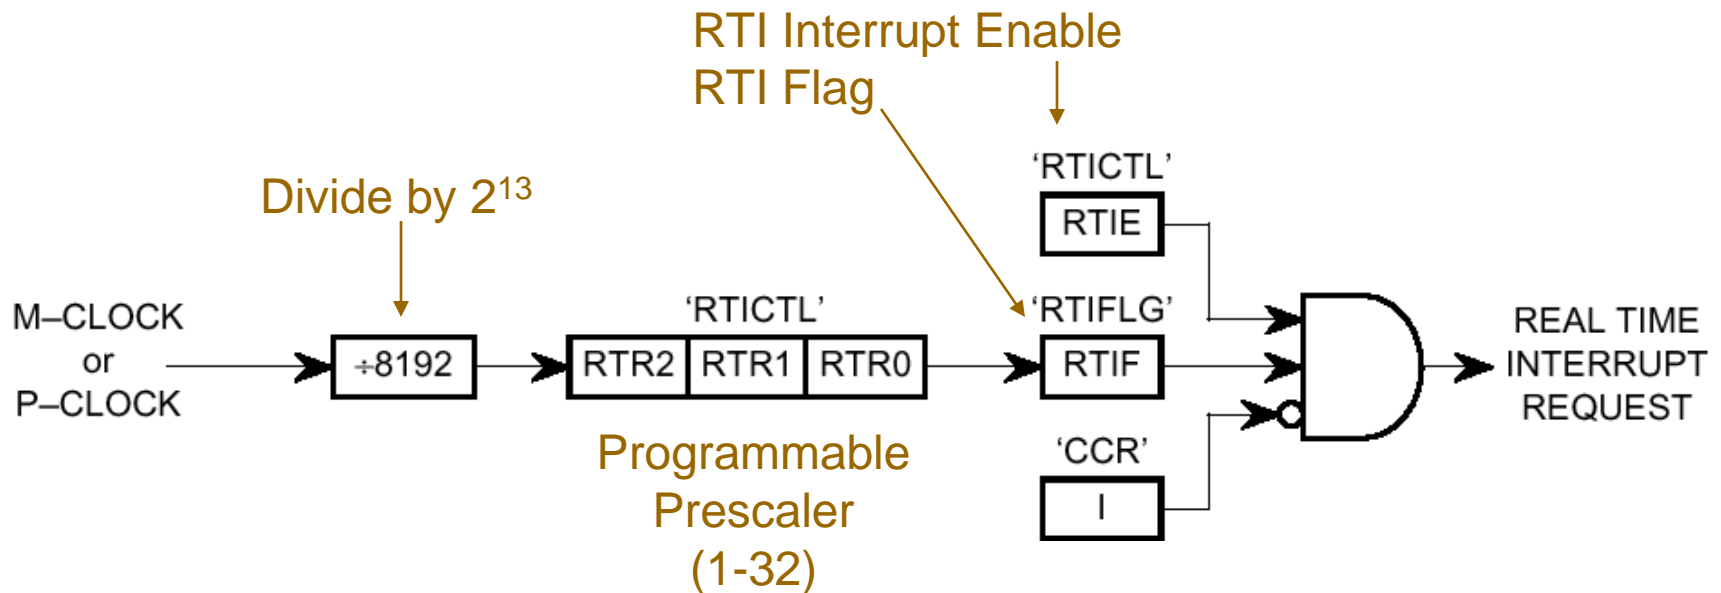 RTI Interrupt Enable
RTI Flag
'RTICTL'
RTIE
Divide by 2¹³
M–CLOCK
or
P–CLOCK
÷8192
'RTICTL'
RTR2 RTR1 RTR0
'RTIFLG'
RTIF
REAL TIME
INTERRUPT
REQUEST
Programmable
Prescaler
(1-32)
'CCR'
I